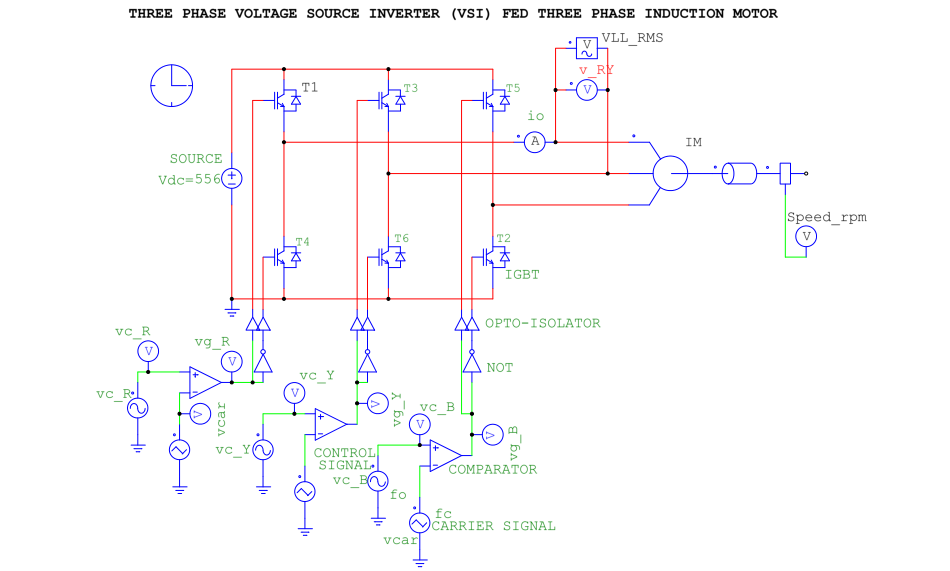 THREE PHASE VOLTAGE SOURCE INVERTER (VSI) FED THREE PHASE INDUCTION MOTOR
VLL_RMS
V
v_RY
V
T1
T3
T5
io
A
IM
SOURCE
Vdc=556
Speed_rpm
V
T4
T6
T2
IGBT
OPTO-ISOLATOR
vc_R
V
vg_R
V
NOT
vc_R
vc_Y
V
V
vcar
V
vg_Y
vc_B
V
vc_Y
CONTROL
SIGNAL
V
vg_B
COMPARATOR
vc_B
fo
fc
CARRIER SIGNAL
vcar